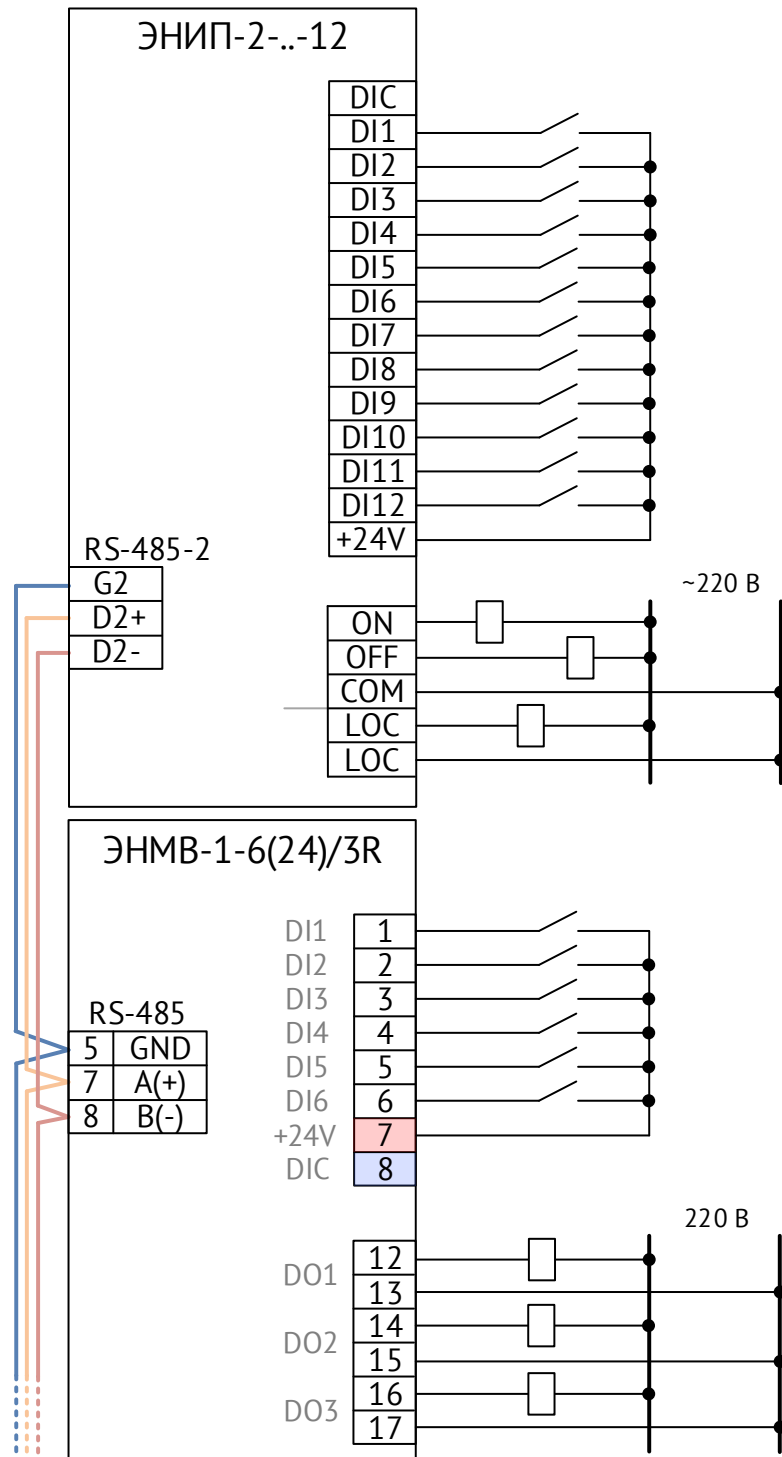 ЭНИП-2-..-12
DIC
DI1
DI2
DI3
DI4
DI5
DI6
DI7
DI8
DI9
DI10
DI11
DI12
+24V
RS-485-2
G2
D2+
D2-
~220 В
ON
OFF
COM
LOC
LOC
ЭНМВ-1-6(24)/3R
DI1 1
DI2 2
DI3 3
DI4 4
DI5 5
DI6 6
+24V 7
DIC 8
RS-485
5 GND
7 A(+)
8 B(-)
220 В
DO1 12
13
DO2 14
15
DO3 16
17